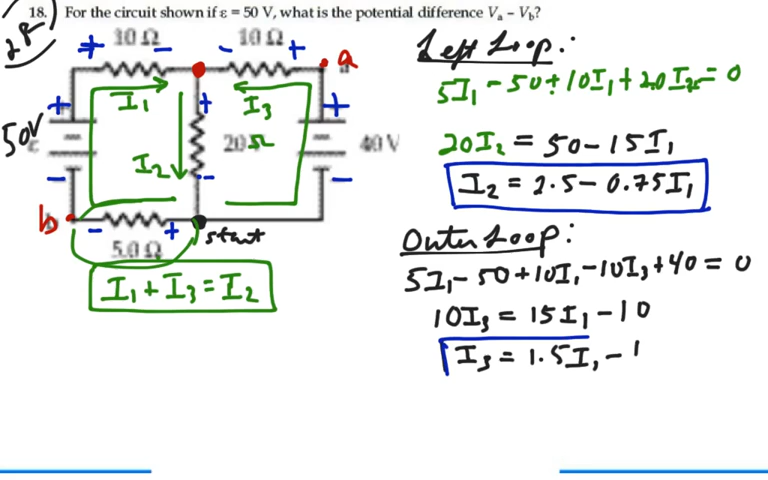 18. For the circuit shown if ε = 50 V, what is the potential difference Va – Vb?
10 Ω
10 Ω
+ - - +
a
I1
I3
+ + +
50V
20 Ω
40 V
I2
- - -
b
- +
start
5.0 Ω
I1 + I3 = I2
Left Loop:
5I1 - 50 + 10I1 + 20I2 = 0
20I2 = 50 - 15I1
I2 = 2.5 - 0.75I1
Outer Loop:
5I1 - 50 + 10I1 - 10I3 + 40 = 0
10I3 = 15I1 - 10
I3 = 1.5I1 - 1